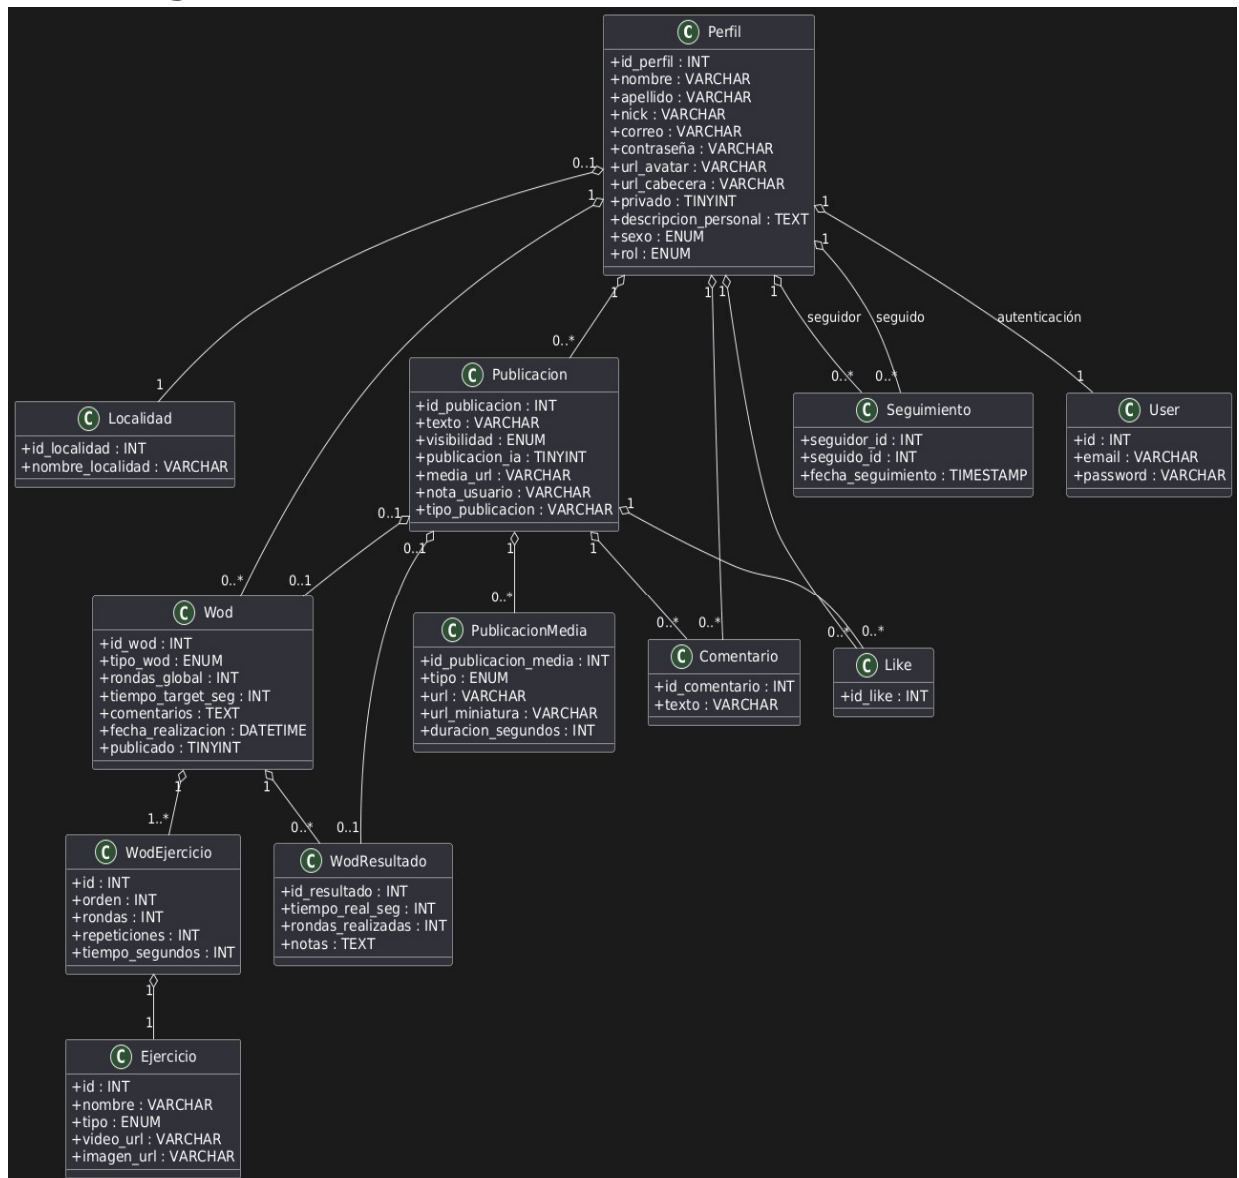 C Perfil
+id_perfil : INT
+nombre : VARCHAR
+apellido : VARCHAR
+nick : VARCHAR
+correo : VARCHAR
+contraseña : VARCHAR
+url_avatar : VARCHAR
+url_cabecera : VARCHAR
+privado : TINYINT
+descripcion_personal : TEXT
+sexo : ENUM
+rol : ENUM
0..1
1
1
1
1
1
1
1
1
seguidor
seguido
autenticación
0..*
1
0..*
0..*
1
C Localidad
+id_localidad : INT
+nombre_localidad : VARCHAR
C Publicacion
+id_publicacion : INT
+texto : VARCHAR
+visibilidad : ENUM
+publicacion_ia : TINYINT
+media_url : VARCHAR
+nota_usuario : VARCHAR
+tipo_publicacion : VARCHAR
C Seguimiento
+seguidor_id : INT
+seguido_id : INT
+fecha_seguimiento : TIMESTAMP
C User
+id : INT
+email : VARCHAR
+password : VARCHAR
0..1
0..1
1
1
1
0..*
0..1
0..*
0..*
0..*
0..*
0..*
C Wod
+id_wod : INT
+tipo_wod : ENUM
+rondas_global : INT
+tiempo_target_seg : INT
+comentarios : TEXT
+fecha_realizacion : DATETIME
+publicado : TINYINT
C PublicacionMedia
+id_publicacion_media : INT
+tipo : ENUM
+url : VARCHAR
+url_miniatura : VARCHAR
+duracion_segundos : INT
C Comentario
+id_comentario : INT
+texto : VARCHAR
C Like
+id_like : INT
1
1
1..*
0..*
0..1
C WodEjercicio
+id : INT
+orden : INT
+rondas : INT
+repeticiones : INT
+tiempo_segundos : INT
C WodResultado
+id_resultado : INT
+tiempo_real_seg : INT
+rondas_realizadas : INT
+notas : TEXT
1
1
C Ejercicio
+id : INT
+nombre : VARCHAR
+tipo : ENUM
+video_url : VARCHAR
+imagen_url : VARCHAR